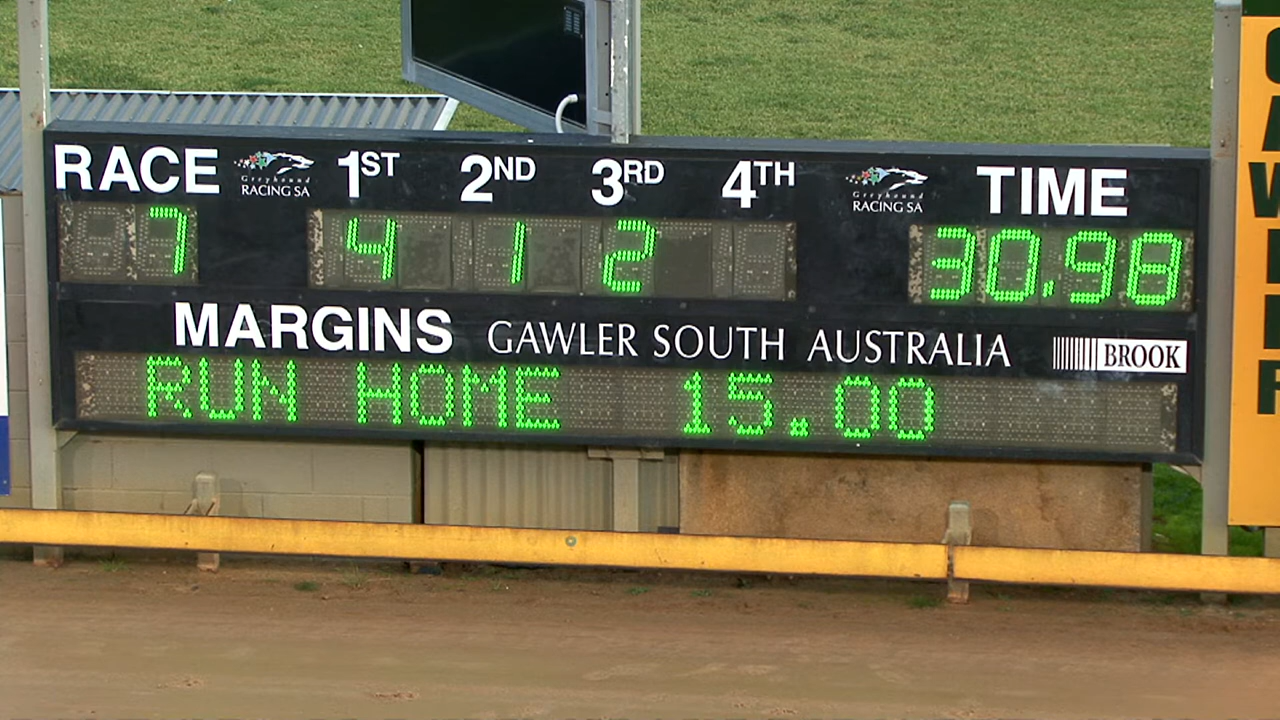 RACE Greyhound RACING SA 1ST 2ND 3RD 4TH Greyhound RACING SA TIME
7 4 1 2 30.98
MARGINS GAWLER SOUTH AUSTRALIA BROOK
RUN HOME 15.00